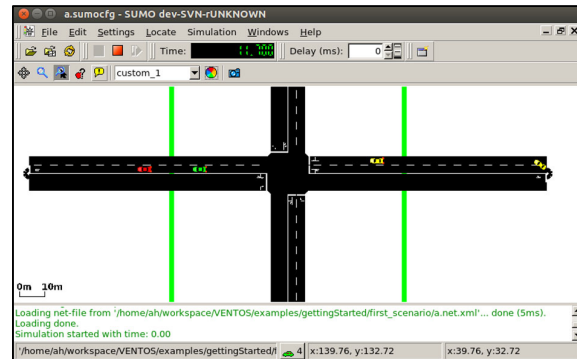 a.sumocfg - SUMO dev-SVN-rUNKNOWN
File Edit Settings Locate Simulation Windows Help
Time: 11.700 Delay (ms): 0
custom_1
0m 10m
Loading net-file from '/home/ah/workspace/VENTOS/examples/gettingStarted/first_scenario/a.net.xml'... done (5ms).
Loading done.
Simulation started with time: 0.00
'/home/ah/workspace/VENTOS/examples/gettingStarted/f 4 x:139.76, y:132.72 x:39.76, y:32.72